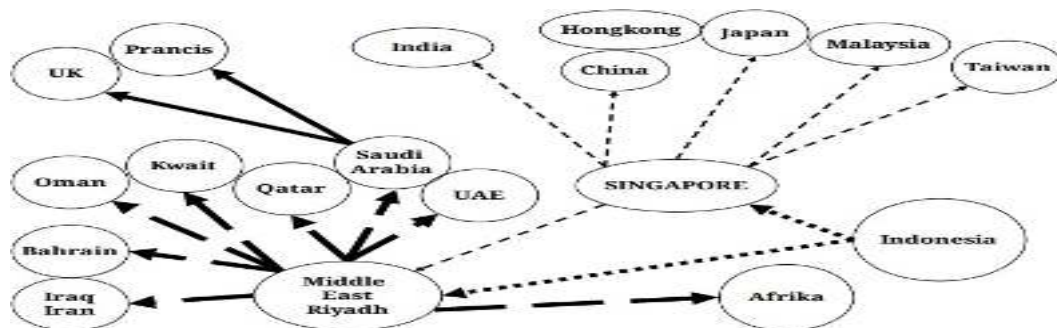 Prancis
UK
India
Hongkong
China
Japan
Malaysia
Taiwan
Oman
Kwait
Qatar
Saudi
Arabia
UAE
SINGAPORE
Bahrain
Iraq
Iran
Middle
East
Riyadh
Indonesia
Afrika